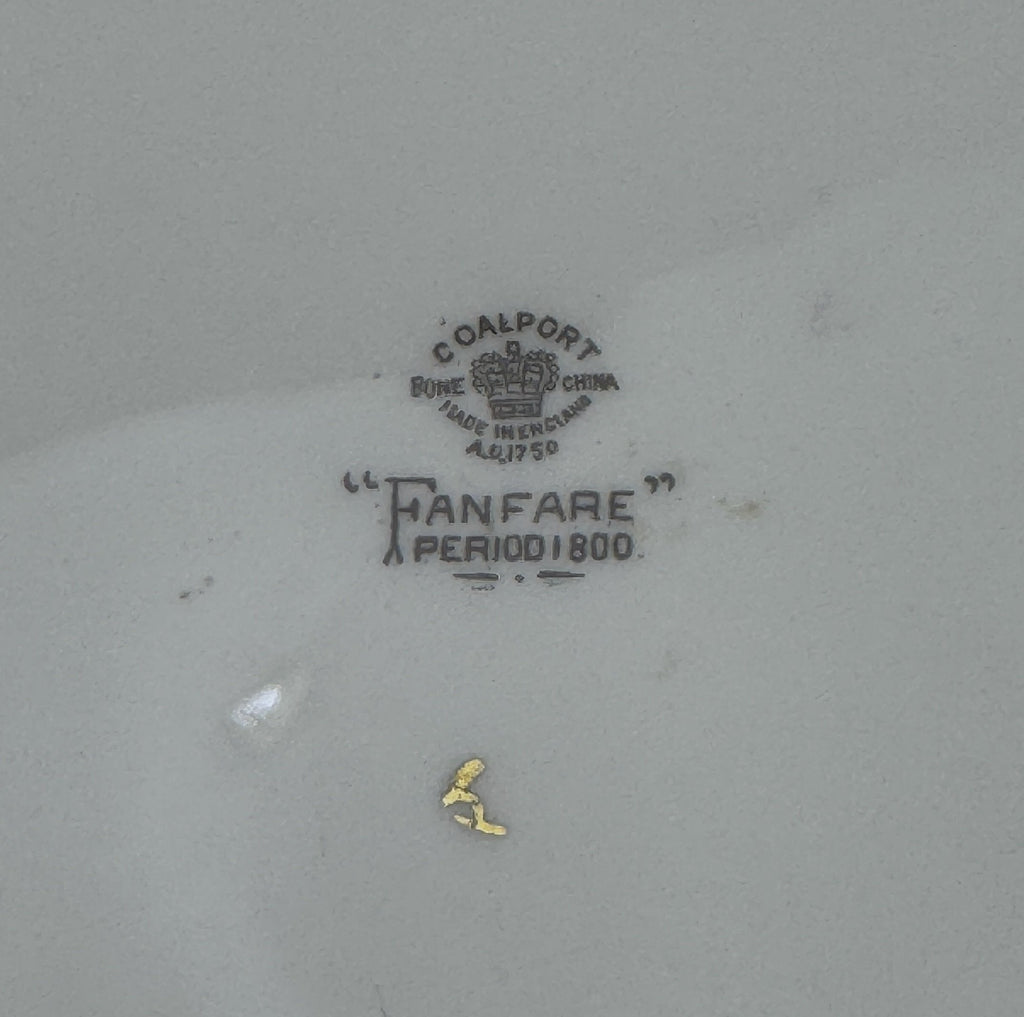 COALPORT
BONE CHINA
MADE IN ENGLAND
A.D.1750
“FANFARE”
PERIOD 1800.